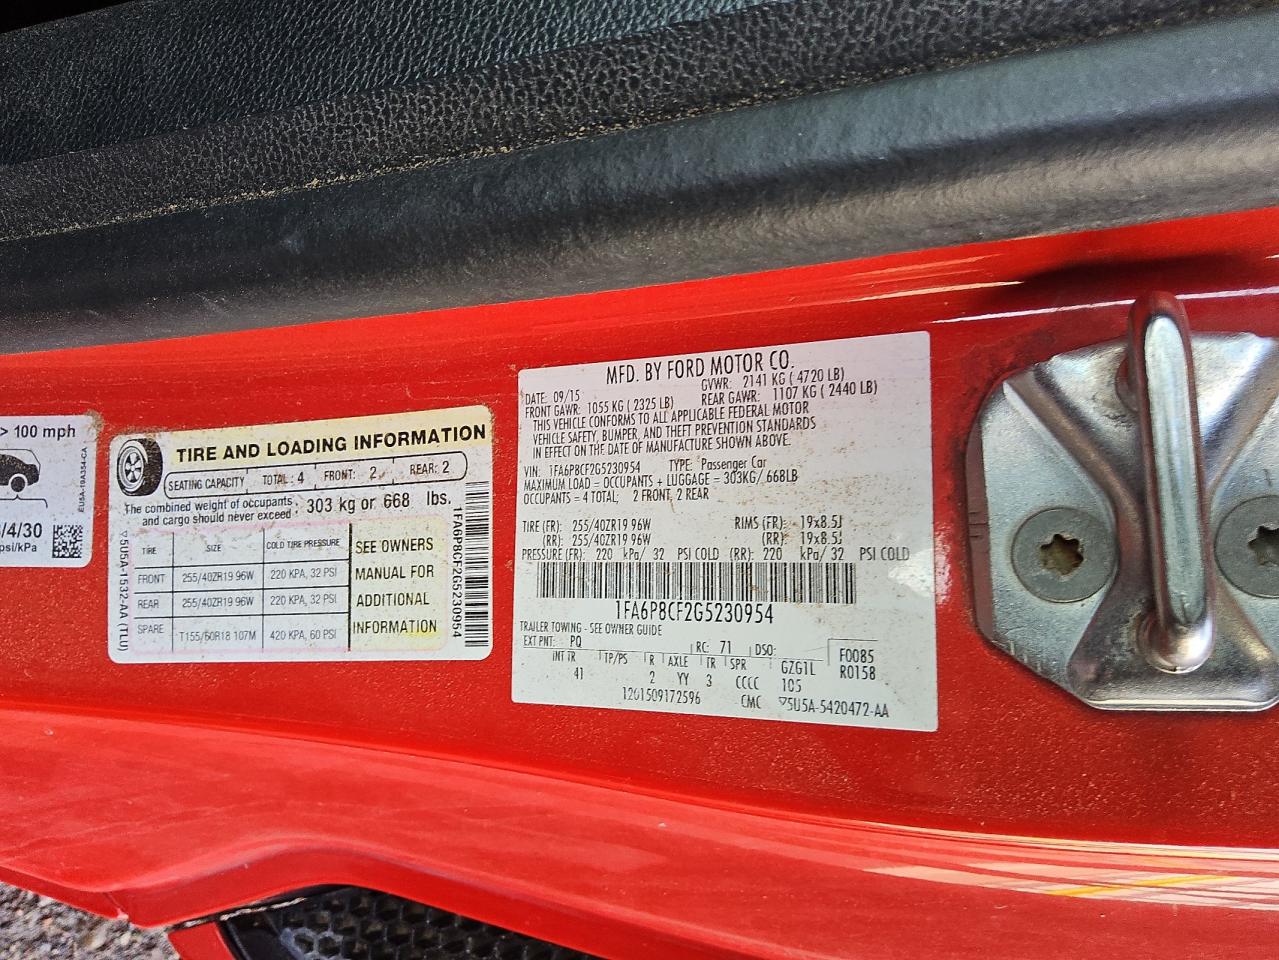 > 100 mph
/4/30
psi/kPa
EU5A-19A354-CA
TIRE AND LOADING INFORMATION
SEATING CAPACITY TOTAL: 4 FRONT: 2 REAR: 2
The combined weight of occupants and cargo should never exceed : 303 kg or 668 lbs.
TIRE SIZE COLD TIRE PRESSURE
FRONT 255/40ZR19 96W 220 KPA, 32 PSI
REAR 255/40ZR19 96W 220 KPA, 32 PSI
SPARE T155/60R18 107M 420 KPA, 60 PSI
SEE OWNERS
MANUAL FOR
ADDITIONAL
INFORMATION
5U5A-1532-AA (TLU)
1FA6P8CF2G5230954
MFD. BY FORD MOTOR CO.
DATE: 09/15 GVWR: 2141 KG ( 4720 LB)
FRONT GAWR: 1055 KG ( 2325 LB) REAR GAWR: 1107 KG ( 2440 LB)
THIS VEHICLE CONFORMS TO ALL APPLICABLE FEDERAL MOTOR
VEHICLE SAFETY, BUMPER, AND THEFT PREVENTION STANDARDS
IN EFFECT ON THE DATE OF MANUFACTURE SHOWN ABOVE.
VIN: 1FA6P8CF2G5230954 TYPE: Passenger Car
MAXIMUM LOAD = OCCUPANTS + LUGGAGE = 303KG/ 668LB
OCCUPANTS = 4 TOTAL; 2 FRONT, 2 REAR
TIRE (FR): 255/40ZR19 96W RIMS (FR): 19x8.5J
(RR): 255/40ZR19 96W (RR): 19x8.5J
PRESSURE (FR): 220 kPa/ 32 PSI COLD (RR): 220 kPa/ 32 PSI COLD
1FA6P8CF2G5230954
TRAILER TOWING - SEE OWNER GUIDE
EXT PNT: PQ RC: 71 DSO: F0085
INT TR TP/PS R AXLE TR SPR GZG1L R0158
41 2 YY 3 CCCC 105
1201509172596 CMC 5U5A-5420472-AA